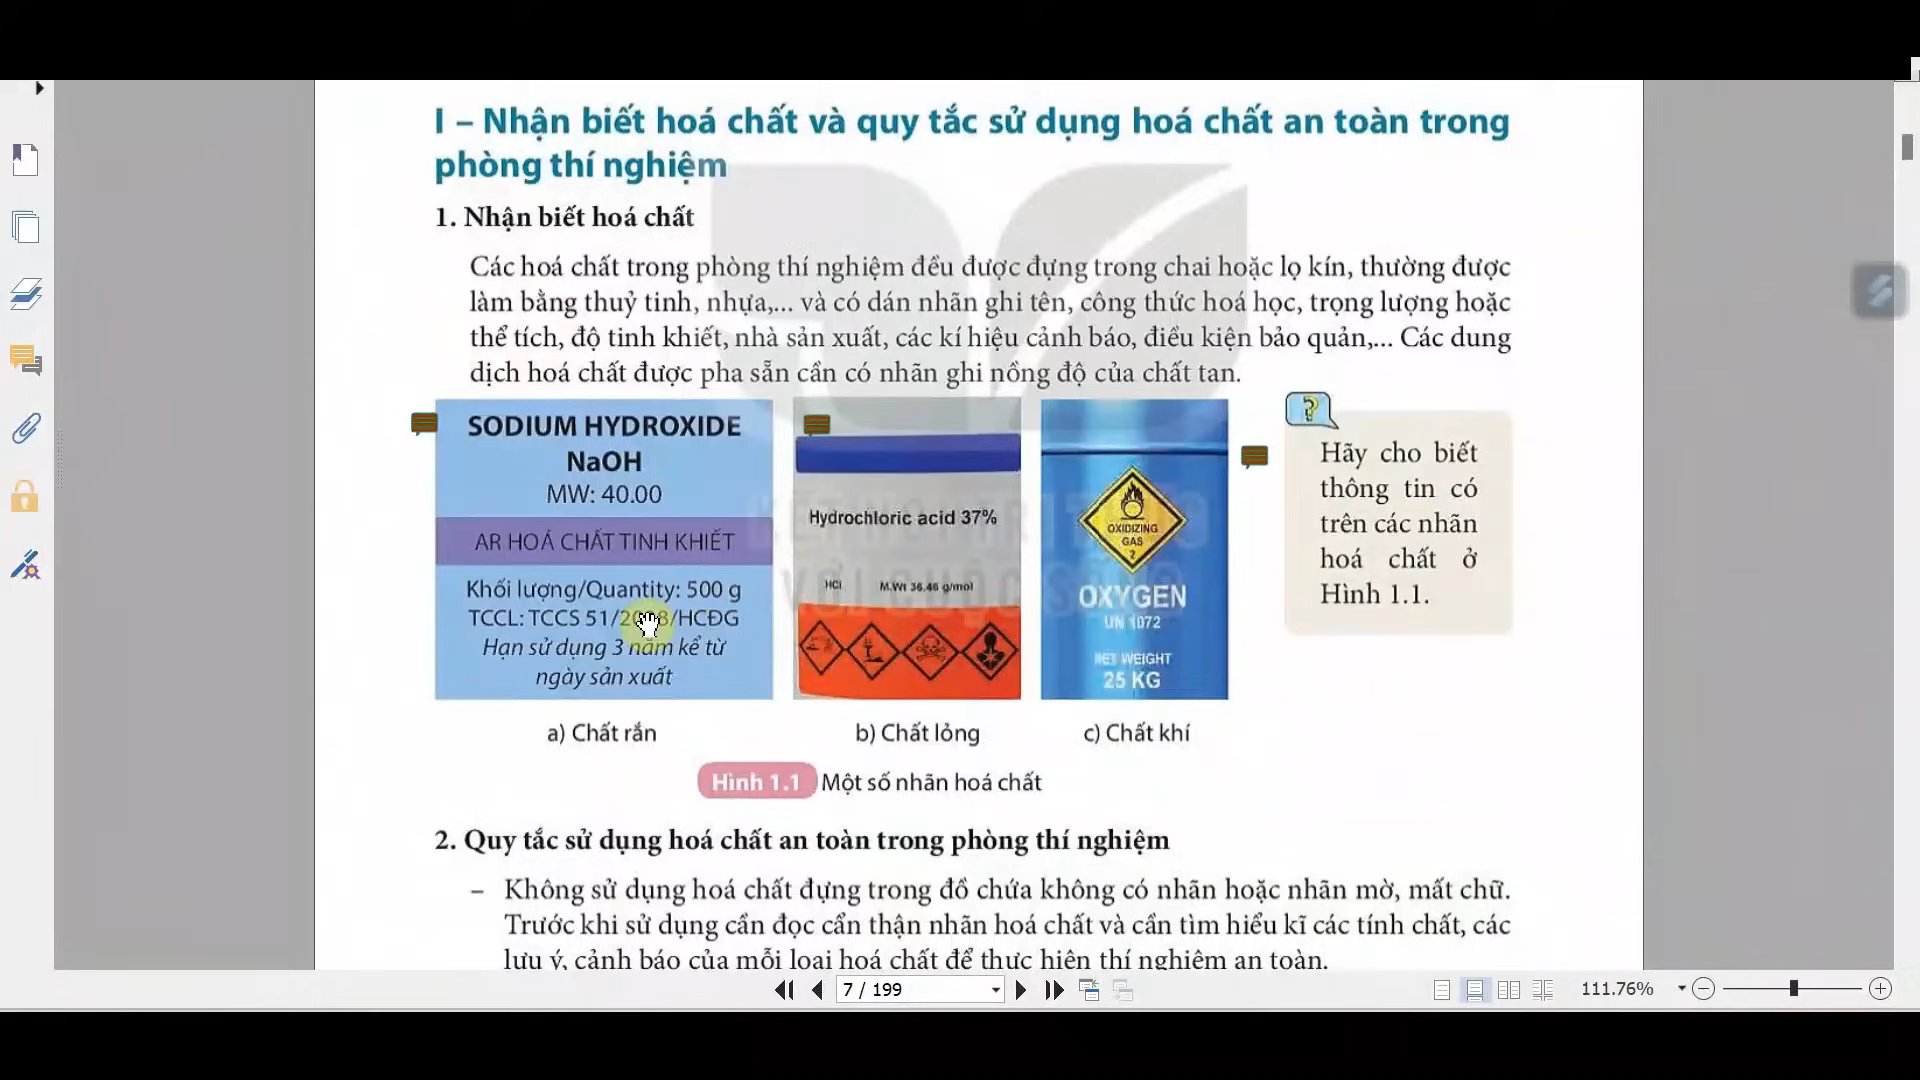 I – Nhận biết hoá chất và quy tắc sử dụng hoá chất an toàn trong
phòng thí nghiệm
1. Nhận biết hoá chất
Các hoá chất trong phòng thí nghiệm đều được đựng trong chai hoặc lọ kín, thường được
làm bằng thuỷ tinh, nhựa,... và có dán nhãn ghi tên, công thức hoá học, trọng lượng hoặc
thể tích, độ tinh khiết, nhà sản xuất, các kí hiệu cảnh báo, điều kiện bảo quản,... Các dung
dịch hoá chất được pha sẵn cần có nhãn ghi nồng độ của chất tan.
SODIUM HYDROXIDE
NaOH
MW: 40.00
AR HOÁ CHẤT TINH KHIẾT
Khối lượng/Quantity: 500 g
TCCL: TCCS 51/2008/HCĐG
Hạn sử dụng 3 năm kể từ
ngày sản xuất
a) Chất rắn
Hydrochloric acid 37%
HCl M.Wt 36.46 g/mol
b) Chất lỏng
OXIDIZING
GAS
2
OXYGEN
UN 1072
NET WEIGHT
25 KG
c) Chất khí
?
Hãy cho biết
thông tin có
trên các nhãn
hoá chất ở
Hình 1.1.
Hình 1.1 Một số nhãn hoá chất
2. Quy tắc sử dụng hoá chất an toàn trong phòng thí nghiệm
– Không sử dụng hoá chất đựng trong đồ chứa không có nhãn hoặc nhãn mờ, mất chữ.
Trước khi sử dụng cần đọc cẩn thận nhãn hoá chất và cần tìm hiểu kĩ các tính chất, các
lưu ý, cảnh báo của mỗi loại hoá chất để thực hiện thí nghiệm an toàn.
7 / 199
111.76%